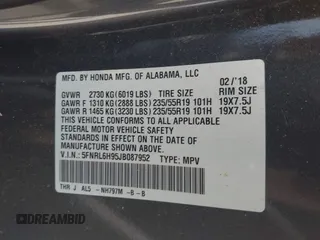 MFD. BY HONDA MFG. OF ALABAMA, LLC
02/'18
GVWR 2730 KG(6019 LBS) TIRE SIZE RIM SIZE
GAWR F 1310 KG(2888 LBS) 235/55R19 101H 19X7.5J
GAWR R 1465 KG(3230 LBS) 235/55R19 101H 19X7.5J
THIS VEHICLE CONFORMS TO ALL APPLICABLE
FEDERAL MOTOR VEHICLE SAFETY STANDARDS
IN EFFECT ON THE DATE OF MANUFACTURE SHOWN
ABOVE.
V.I.N.: 5FNRL6H95JB087952 TYPE: MPV
THR J AL5 - NH797M -B - B
DREAMBID